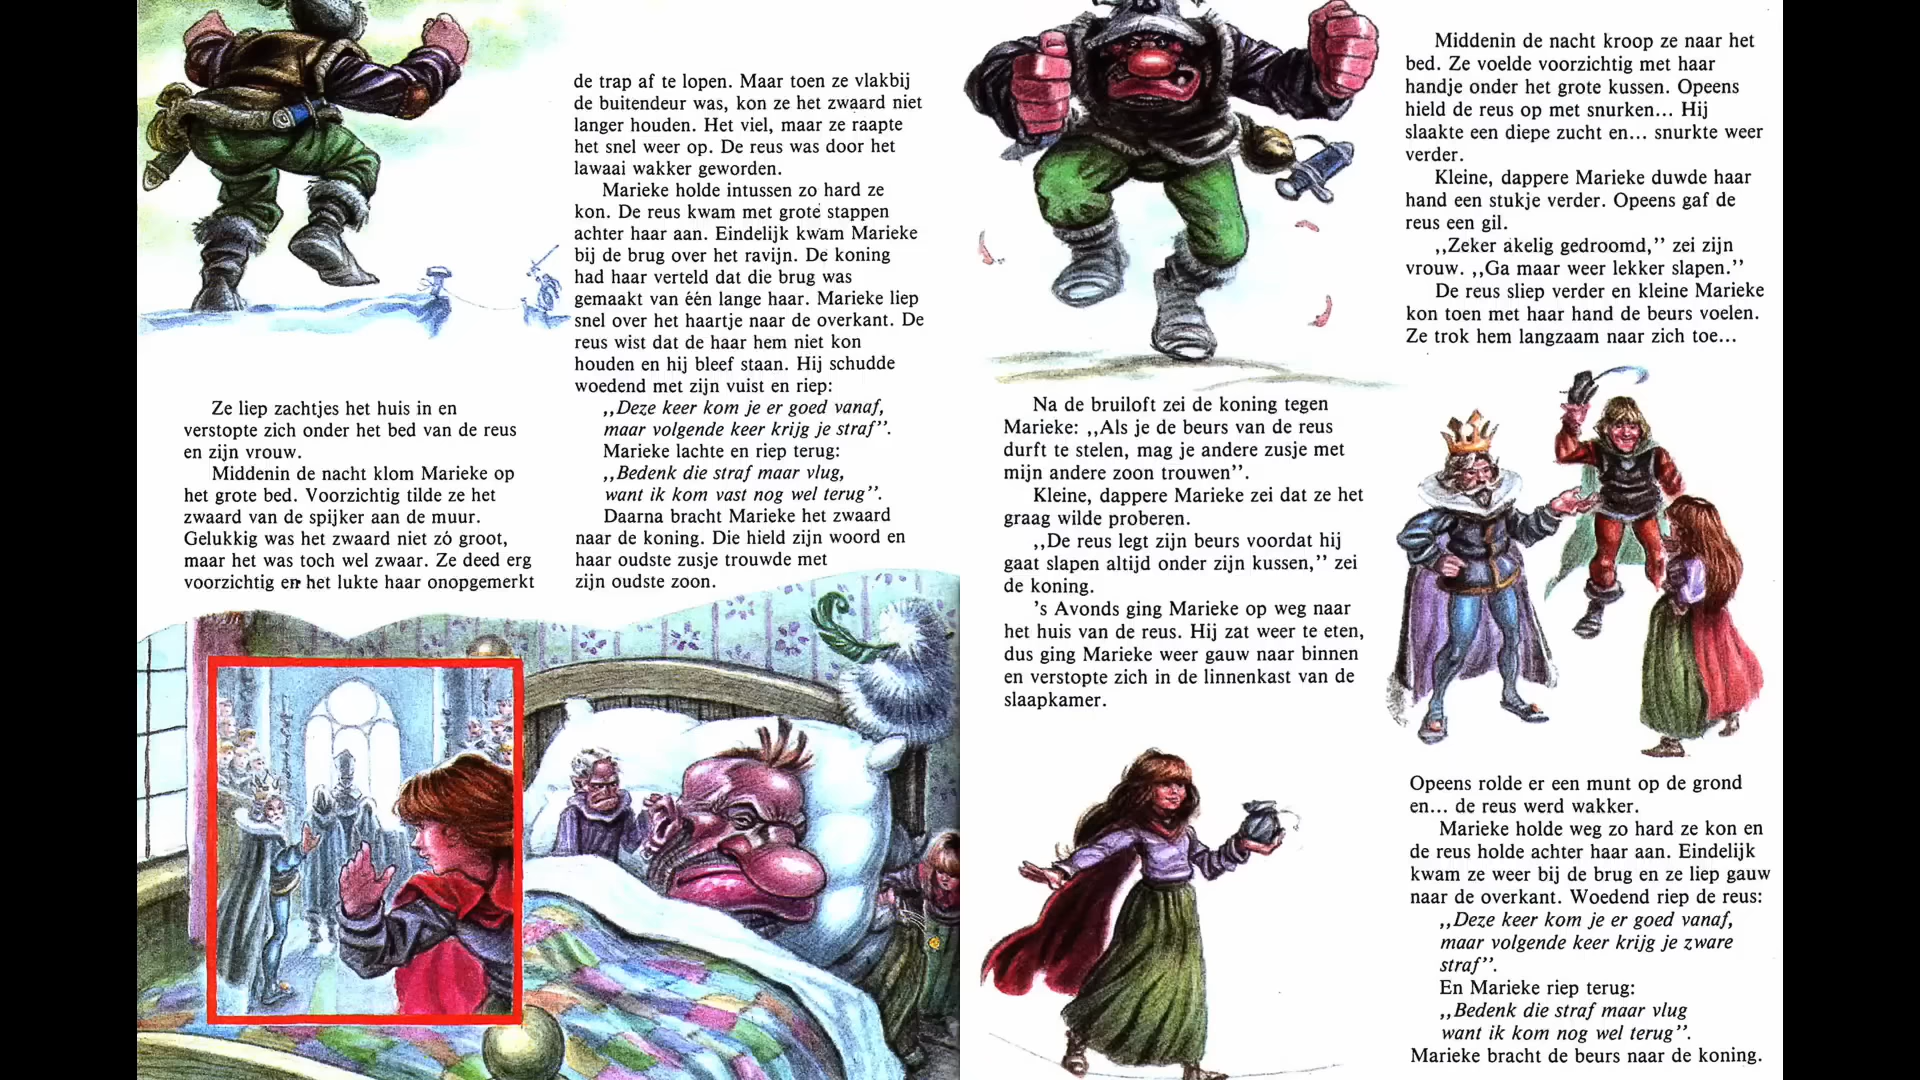 Ze liep zachtjes het huis in en
verstopte zich onder het bed van de reus
en zijn vrouw.
Middenin de nacht klom Marieke op
het grote bed. Voorzichtig tilde ze het
zwaard van de spijker aan de muur.
Gelukkig was het zwaard niet zó groot,
maar het was toch wel zwaar. Ze deed erg
voorzichtig en het lukte haar onopgemerkt
de trap af te lopen. Maar toen ze vlakbij
de buitendeur was, kon ze het zwaard niet
langer houden. Het viel, maar ze raapte
het snel weer op. De reus was door het
lawaai wakker geworden.
Marieke holde intussen zo hard ze
kon. De reus kwam met grote stappen
achter haar aan. Eindelijk kwam Marieke
bij de brug over het ravijn. De koning
had haar verteld dat die brug was
gemaakt van één lange haar. Marieke liep
snel over het haartje naar de overkant. De
reus wist dat de haar hem niet kon
houden en hij bleef staan. Hij schudde
woedend met zijn vuist en riep:
,,Deze keer kom je er goed vanaf,
maar volgende keer krijg je straf’’.
Marieke lachte en riep terug:
,,Bedenk die straf maar vlug,
want ik kom vast nog wel terug’’.
Daarna bracht Marieke het zwaard
naar de koning. Die hield zijn woord en
haar oudste zusje trouwde met
zijn oudste zoon.
Na de bruiloft zei de koning tegen
Marieke: ,,Als je de beurs van de reus
durft te stelen, mag je andere zusje met
mijn andere zoon trouwen’’.
Kleine, dappere Marieke zei dat ze het
graag wilde proberen.
,,De reus legt zijn beurs voordat hij
gaat slapen altijd onder zijn kussen,’’ zei
de koning.
’s Avonds ging Marieke op weg naar
het huis van de reus. Hij zat weer te eten,
dus ging Marieke weer gauw naar binnen
en verstopte zich in de linnenkast van de
slaapkamer.
Middenin de nacht kroop ze naar het
bed. Ze voelde voorzichtig met haar
handje onder het grote kussen. Opeens
hield de reus op met snurken... Hij
slaakte een diepe zucht en... snurkte weer
verder.
Kleine, dappere Marieke duwde haar
hand een stukje verder. Opeens gaf de
reus een gil.
,,Zeker akelig gedroomd,’’ zei zijn
vrouw. ,,Ga maar weer lekker slapen.’’
De reus sliep verder en kleine Marieke
kon toen met haar hand de beurs voelen.
Ze trok hem langzaam naar zich toe...
Opeens rolde er een munt op de grond
en... de reus werd wakker.
Marieke holde weg zo hard ze kon en
de reus holde achter haar aan. Eindelijk
kwam ze weer bij de brug en ze liep gauw
naar de overkant. Woedend riep de reus:
,,Deze keer kom je er goed vanaf,
maar volgende keer krijg je zware
straf’’.
En Marieke riep terug:
,,Bedenk die straf maar vlug
want ik kom nog wel terug’’.
Marieke bracht de beurs naar de koning.